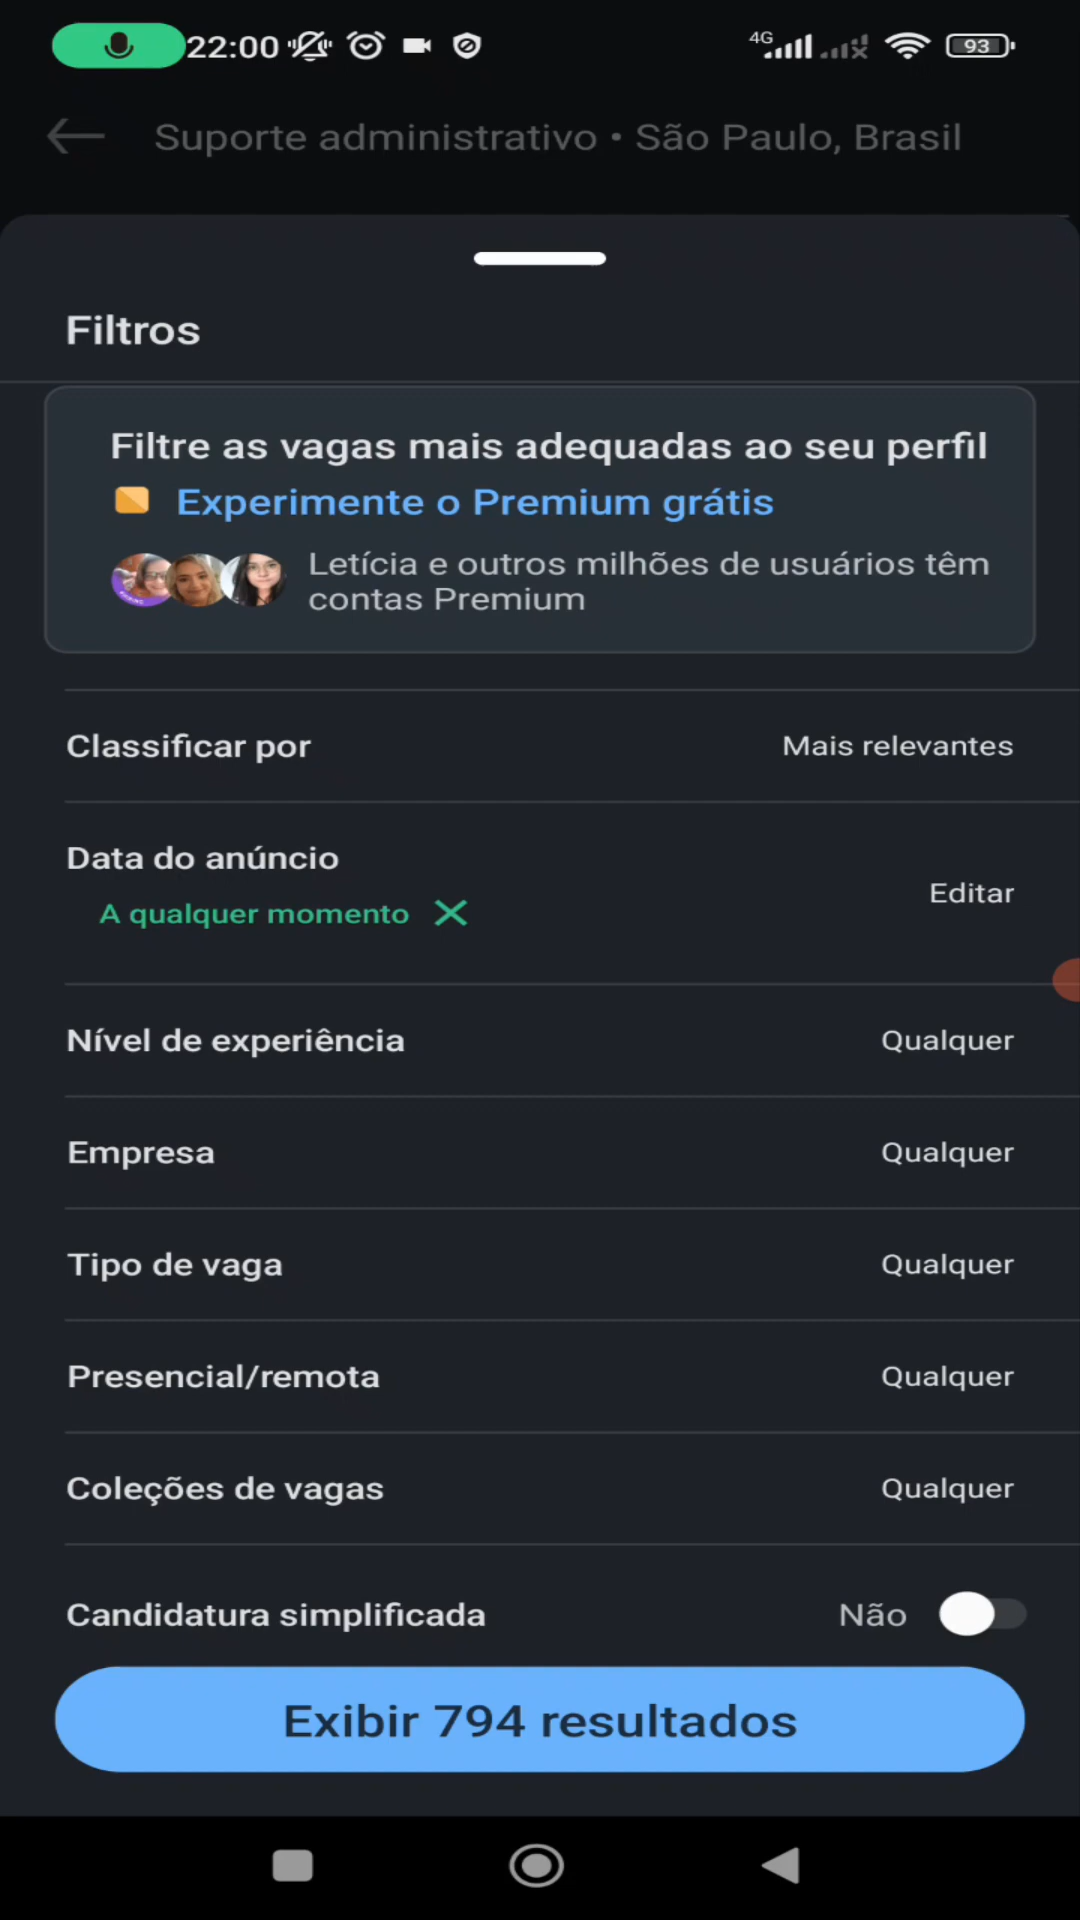 22:00
4G
93
Suporte administrativo • São Paulo, Brasil
Filtros
Filtre as vagas mais adequadas ao seu perfil
Experimente o Premium grátis
Letícia e outros milhões de usuários têm
contas Premium
Classificar por
Mais relevantes
Data do anúncio
A qualquer momento
Editar
Nível de experiência
Qualquer
Empresa
Qualquer
Tipo de vaga
Qualquer
Presencial/remota
Qualquer
Coleções de vagas
Qualquer
Candidatura simplificada
Não
Exibir 794 resultados